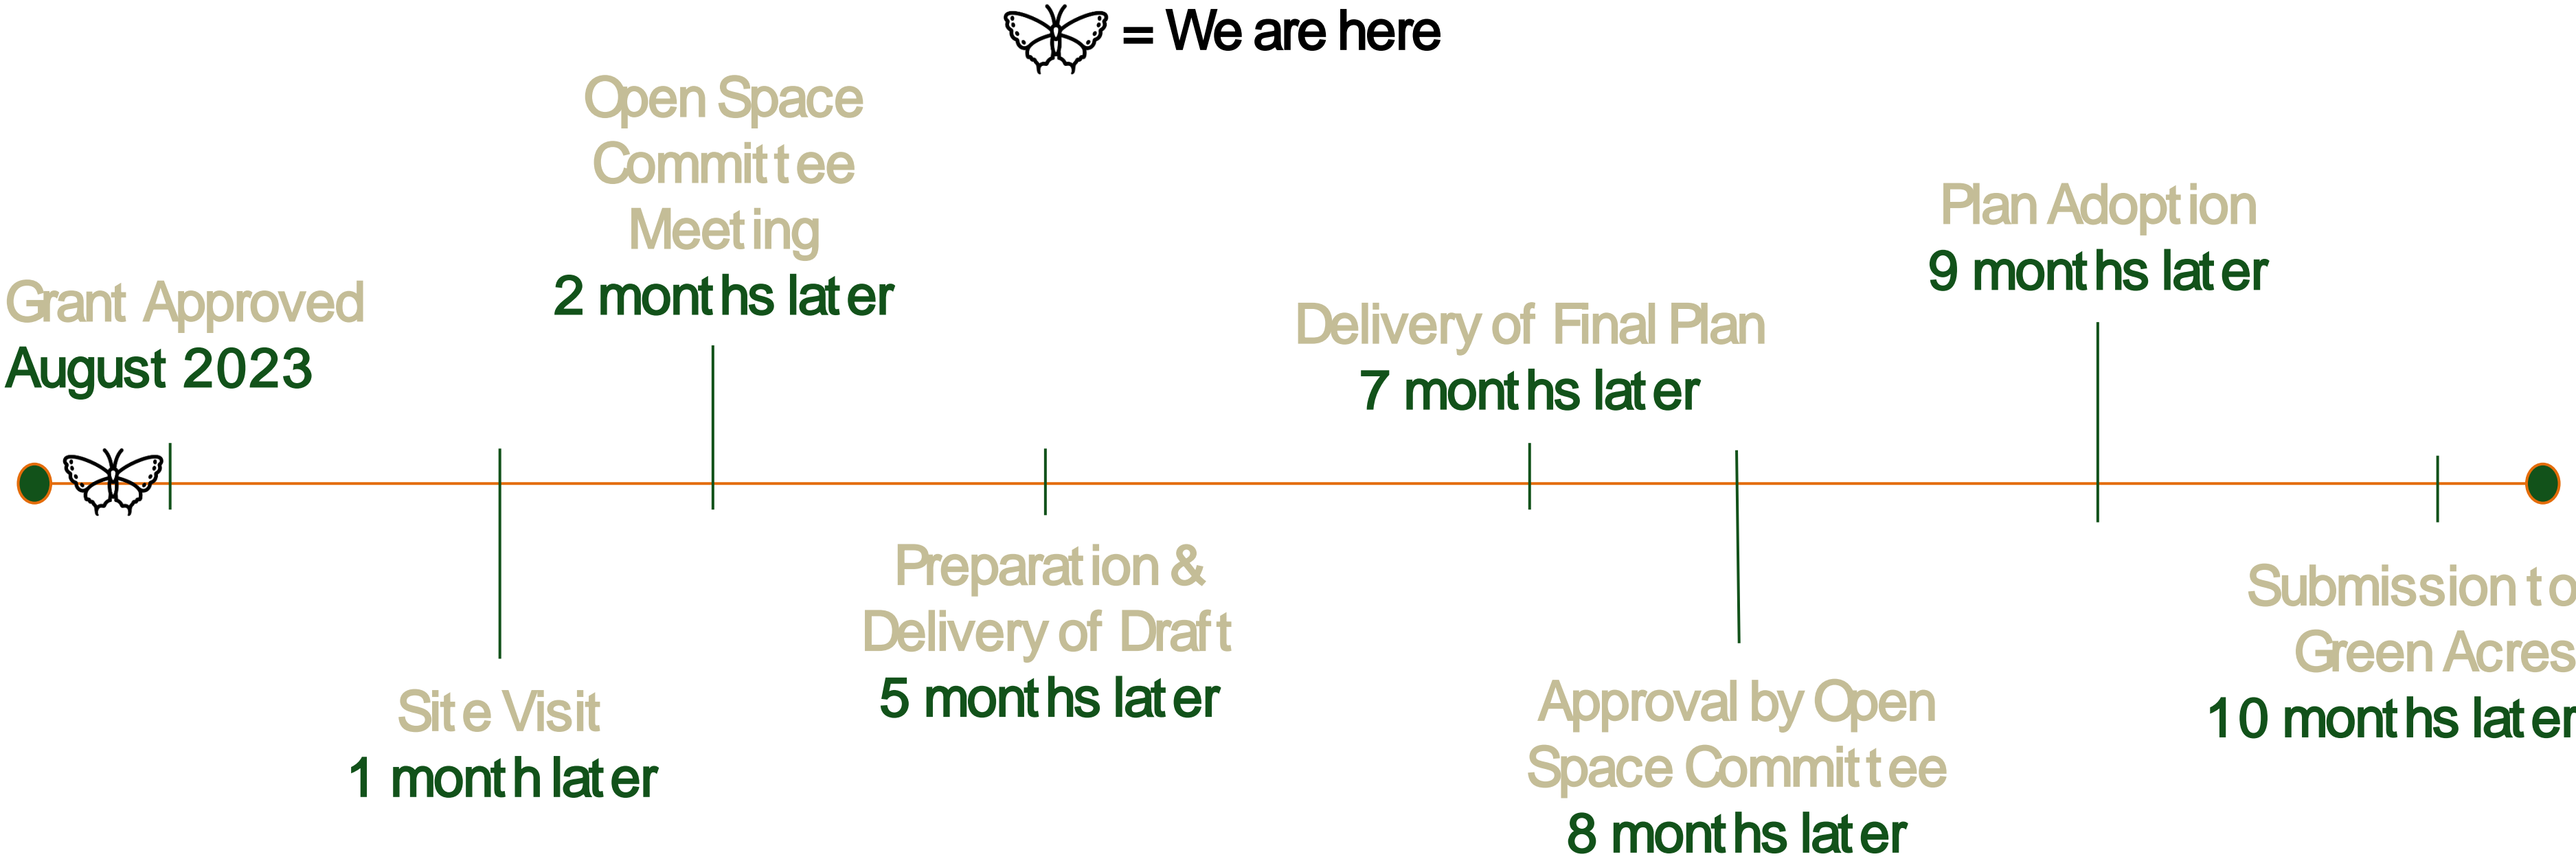 = We are here
Grant Approved
August 2023
Site Visit
1 month later
Open Space
Committee
Meeting
2 months later
Preparation &
Delivery of Draft
5 months later
Delivery of Final Plan
7 months later
Approval by Open
Space Committee
8 months later
Plan Adoption
9 months later
Submission to
Green Acres
10 months later